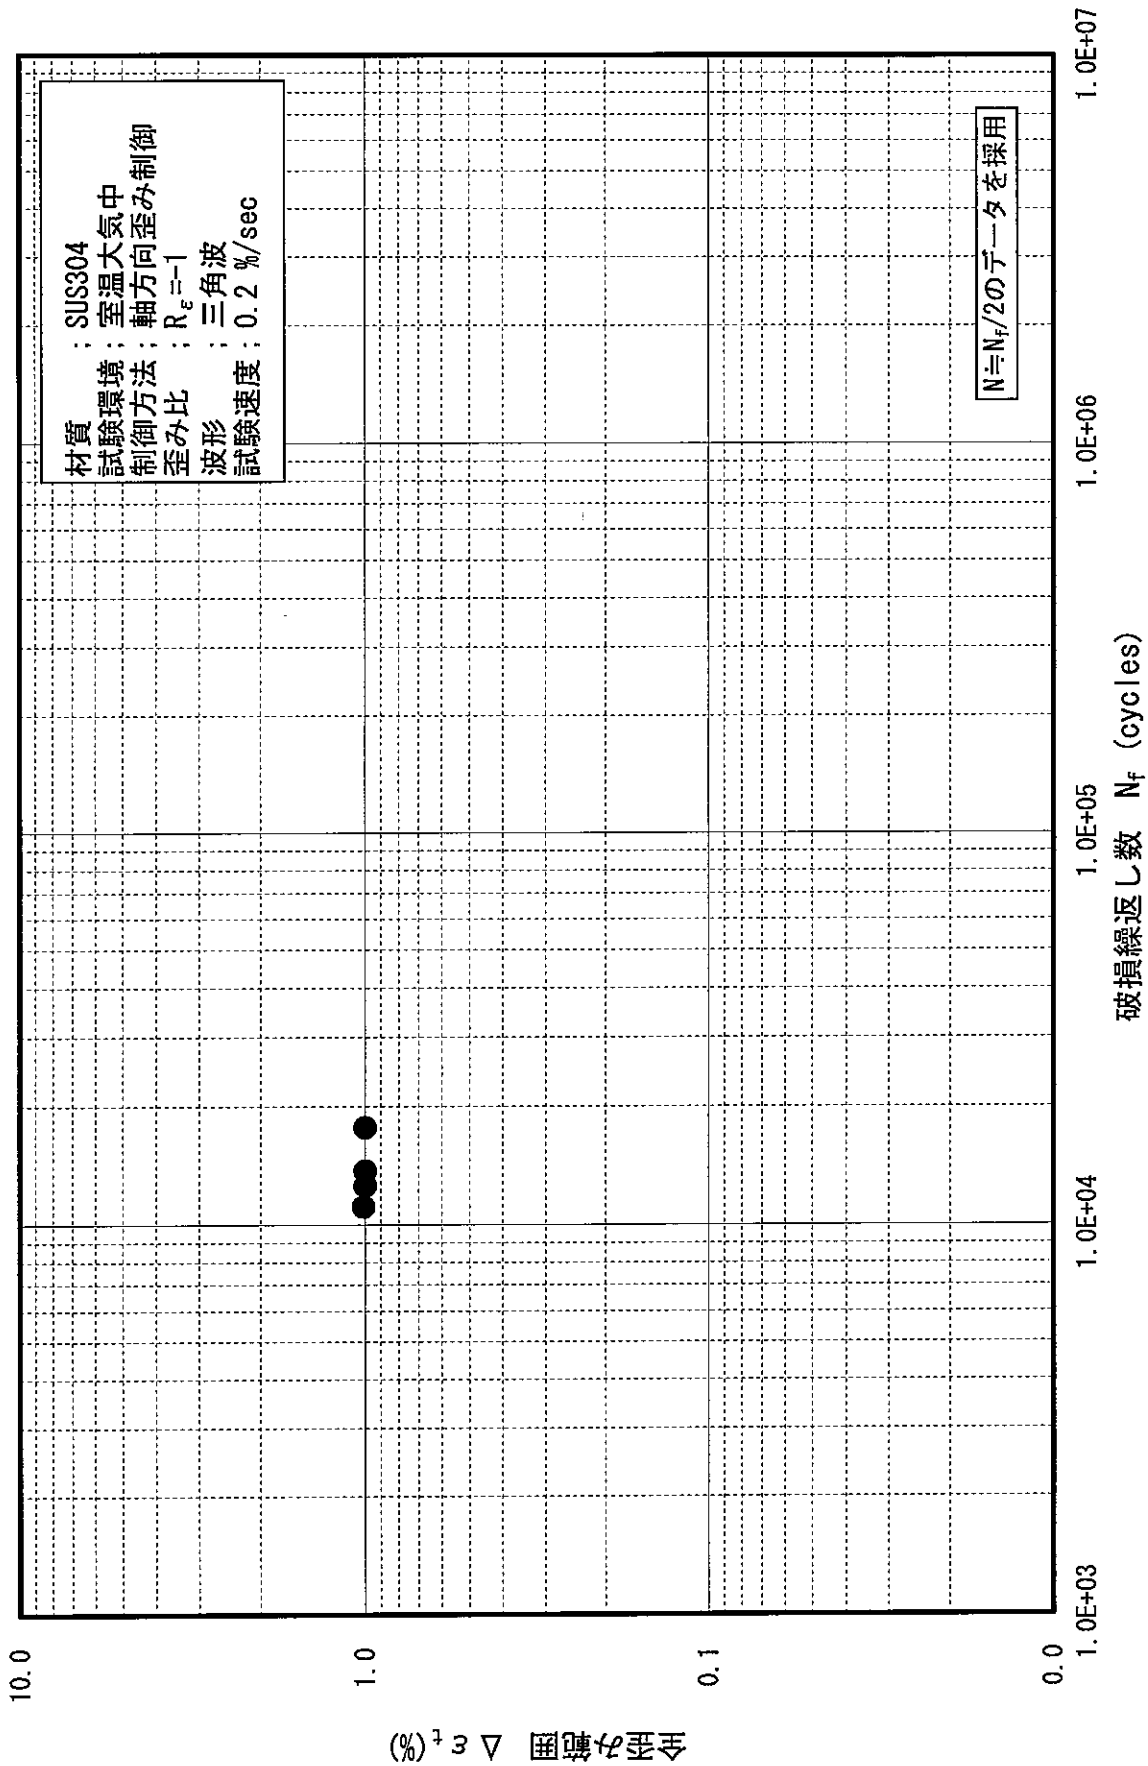 材質 ; SUS304
試験環境 ; 室温大気中
制御方法 ; 軸方向歪み制御
歪み比 ; Rε=-1
波形 ; 三角波
試験速度 ; 0.2 %/sec
N≒Nf/2のデータを採用
全歪み範囲 Δεt(%)
10.0
1.0
0.1
0.0
1.0E+03
1.0E+04
1.0E+05
1.0E+06
1.0E+07
破損繰返し数 Nf (cycles)